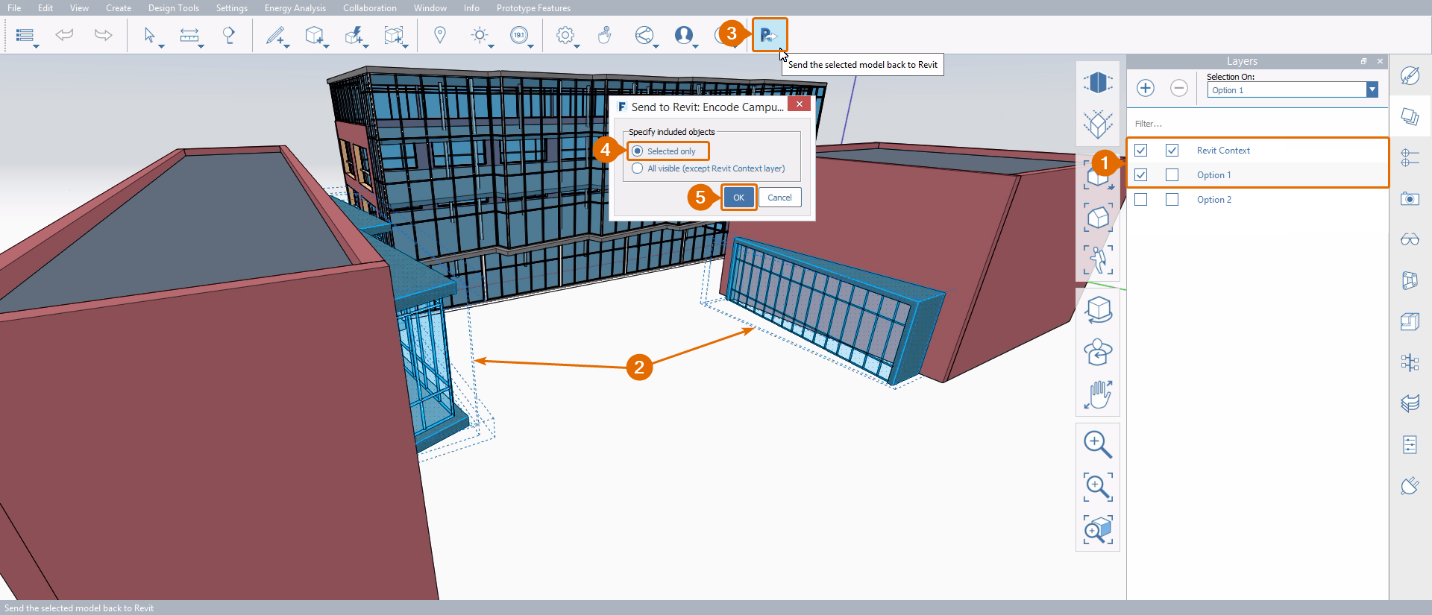 File Edit View Create Design Tools Settings Energy Analysis Collaboration Window Info Prototype Features
3
Send the selected model back to Revit
Layers
Selection On:
Option 1
Filter...
1
Revit Context
Option 1
Option 2
Send to Revit: Encode Campu...
Specify included objects
4
Selected only
All visible (except Revit Context layer)
5
OK
Cancel
2
Send the selected model back to Revit